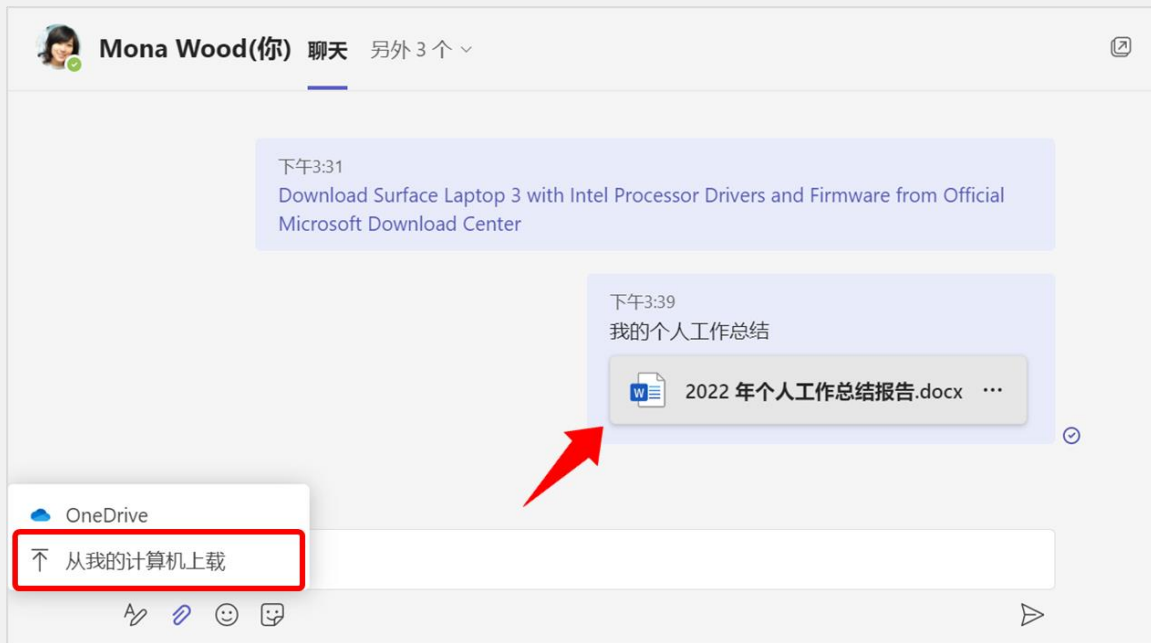 Mona Wood(你) 聊天 另外 3 个
下午3:31
Download Surface Laptop 3 with Intel Processor Drivers and Firmware from Official
Microsoft Download Center
下午3:39
我的个人工作总结
W 2022 年个人工作总结报告.docx ···
OneDrive
从我的计算机上载